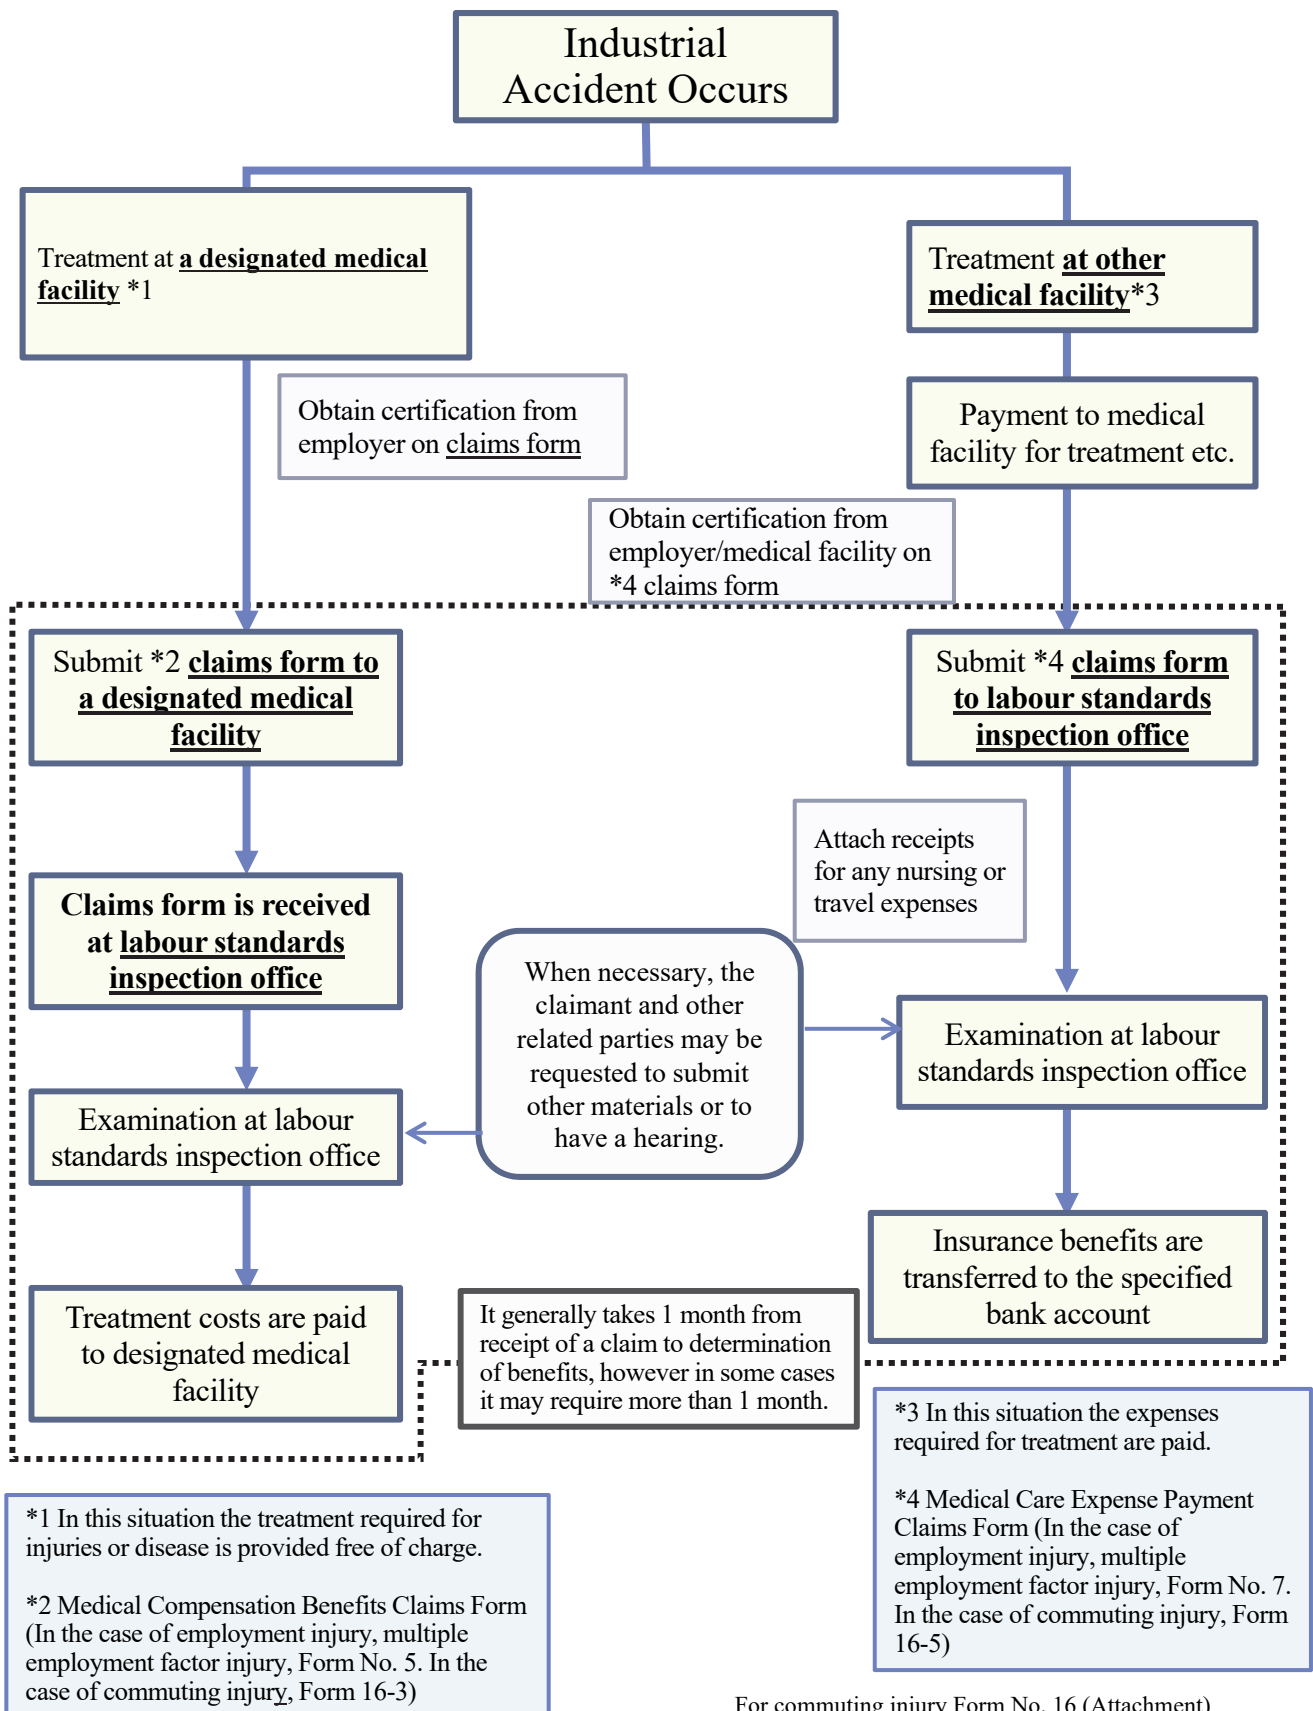 Industrial
Accident Occurs
Treatment at a designated medical
facility *1
Treatment at other
medical facility*3
Obtain certification from
employer on claims form
Payment to medical
facility for treatment etc.
Obtain certification from
employer/medical facility on
*4 claims form
Submit *2 claims form to
a designated medical
facility
Submit *4 claims form
to labour standards
inspection office
Attach receipts
for any nursing or
travel expenses
Claims form is received
at labour standards
inspection office
When necessary, the
claimant and other
related parties may be
requested to submit
other materials or to
have a hearing.
Examination at labour
standards inspection office
Examination at labour
standards inspection office
Insurance benefits are
transferred to the specified
bank account
Treatment costs are paid
to designated medical
facility
It generally takes 1 month from
receipt of a claim to determination
of benefits, however in some cases
it may require more than 1 month.
*3 In this situation the expenses
required for treatment are paid.
*4 Medical Care Expense Payment
Claims Form (In the case of
employment injury, multiple
employment factor injury, Form No. 7.
In the case of commuting injury, Form
16-5)
*1 In this situation the treatment required for
injuries or disease is provided free of charge.
*2 Medical Compensation Benefits Claims Form
(In the case of employment injury, multiple
employment factor injury, Form No. 5. In the
case of commuting injury, Form 16-3)
For commuting injury Form No. 16 (Attachment)